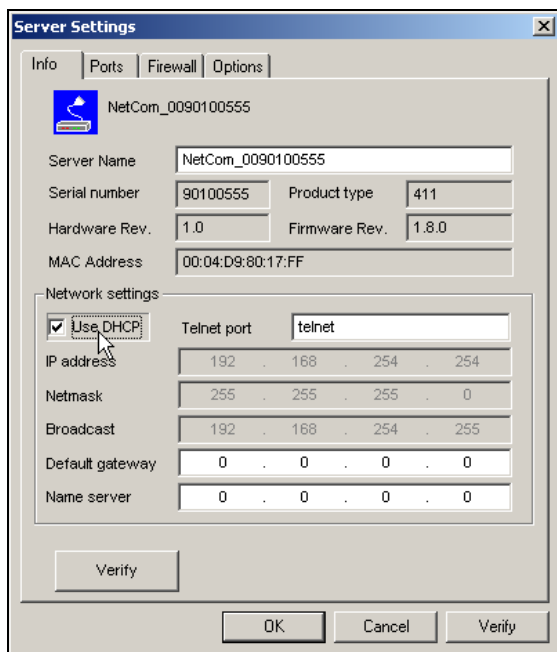 Server Settings
Info Ports Firewall Options
NetCom_0090100555
Server Name NetCom_0090100555
Serial number 90100555 Product type 411
Hardware Rev. 1.0 Firmware Rev. 1.8.0
MAC Address 00:04:D9:80:17:FF
Network settings
Use DHCP Telnet port telnet
IP address 192 . 168 . 254 . 254
Netmask 255 . 255 . 255 . 0
Broadcast 192 . 168 . 254 . 255
Default gateway 0 . 0 . 0 . 0
Name server 0 . 0 . 0 . 0
Verify
OK Cancel Verify